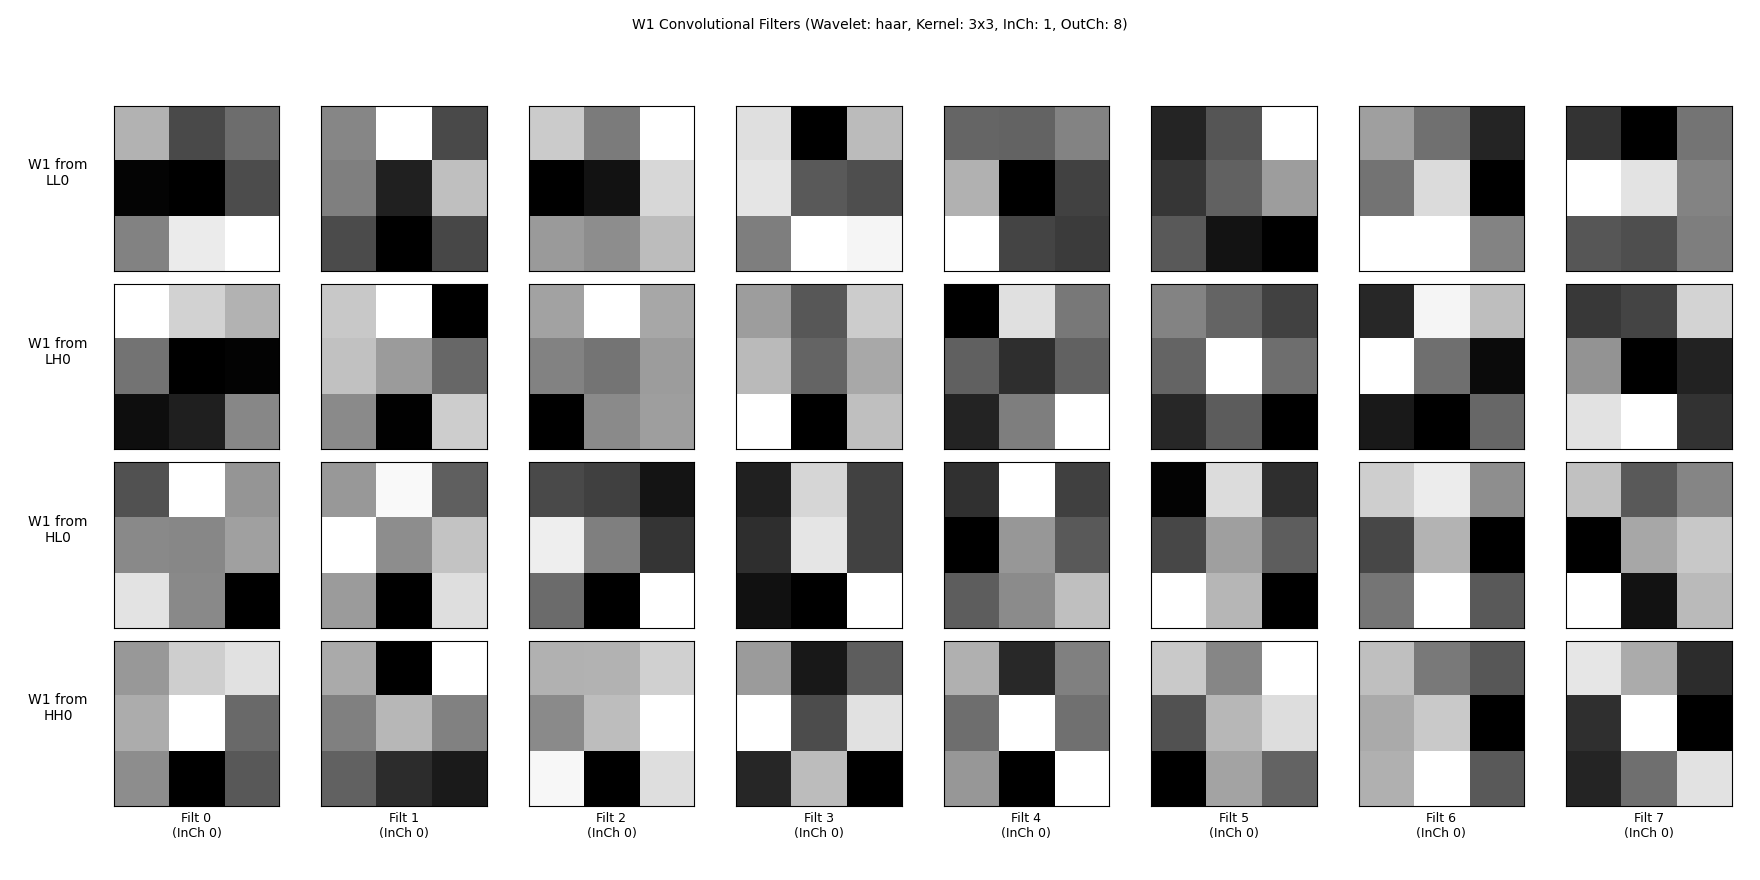 W1 Convolutional Filters (Wavelet: haar, Kernel: 3x3, InCh: 1, OutCh: 8)
W1 from
LL0
W1 from
LH0
W1 from
HL0
W1 from
HH0
Filt 0
(InCh 0)
Filt 1
(InCh 0)
Filt 2
(InCh 0)
Filt 3
(InCh 0)
Filt 4
(InCh 0)
Filt 5
(InCh 0)
Filt 6
(InCh 0)
Filt 7
(InCh 0)